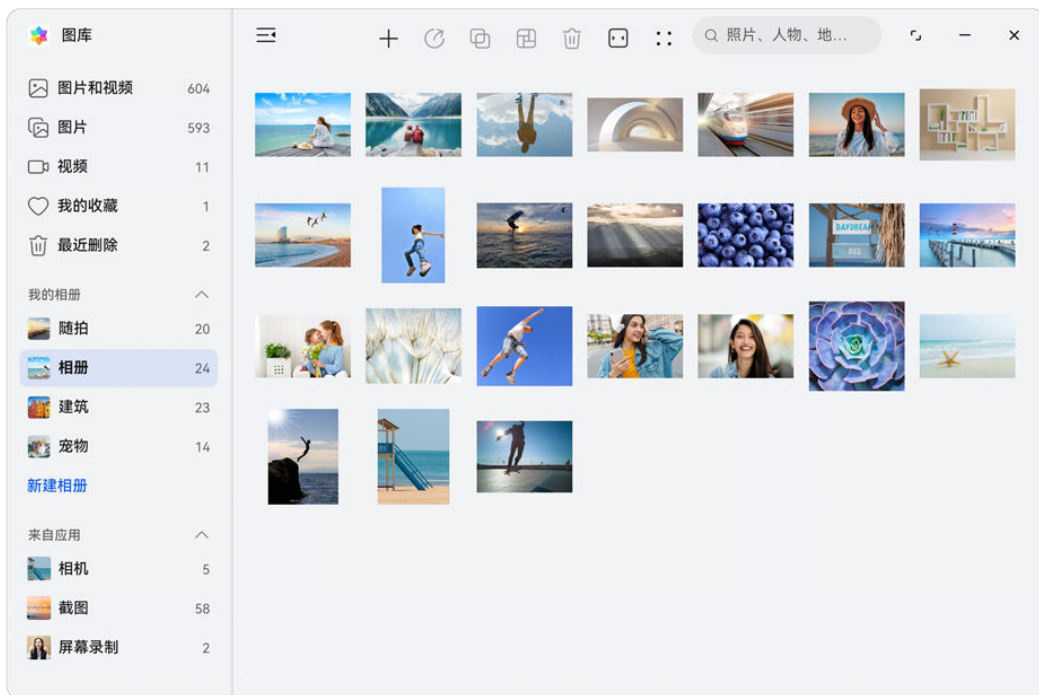 图库
照片、人物、地...
图片和视频 604
图片 593
视频 11
我的收藏 1
最近删除 2
我的相册
随拍 20
相册 24
建筑 23
宠物 14
新建相册
来自应用
相机 5
截图 58
屏幕录制 2
DAYDREAM